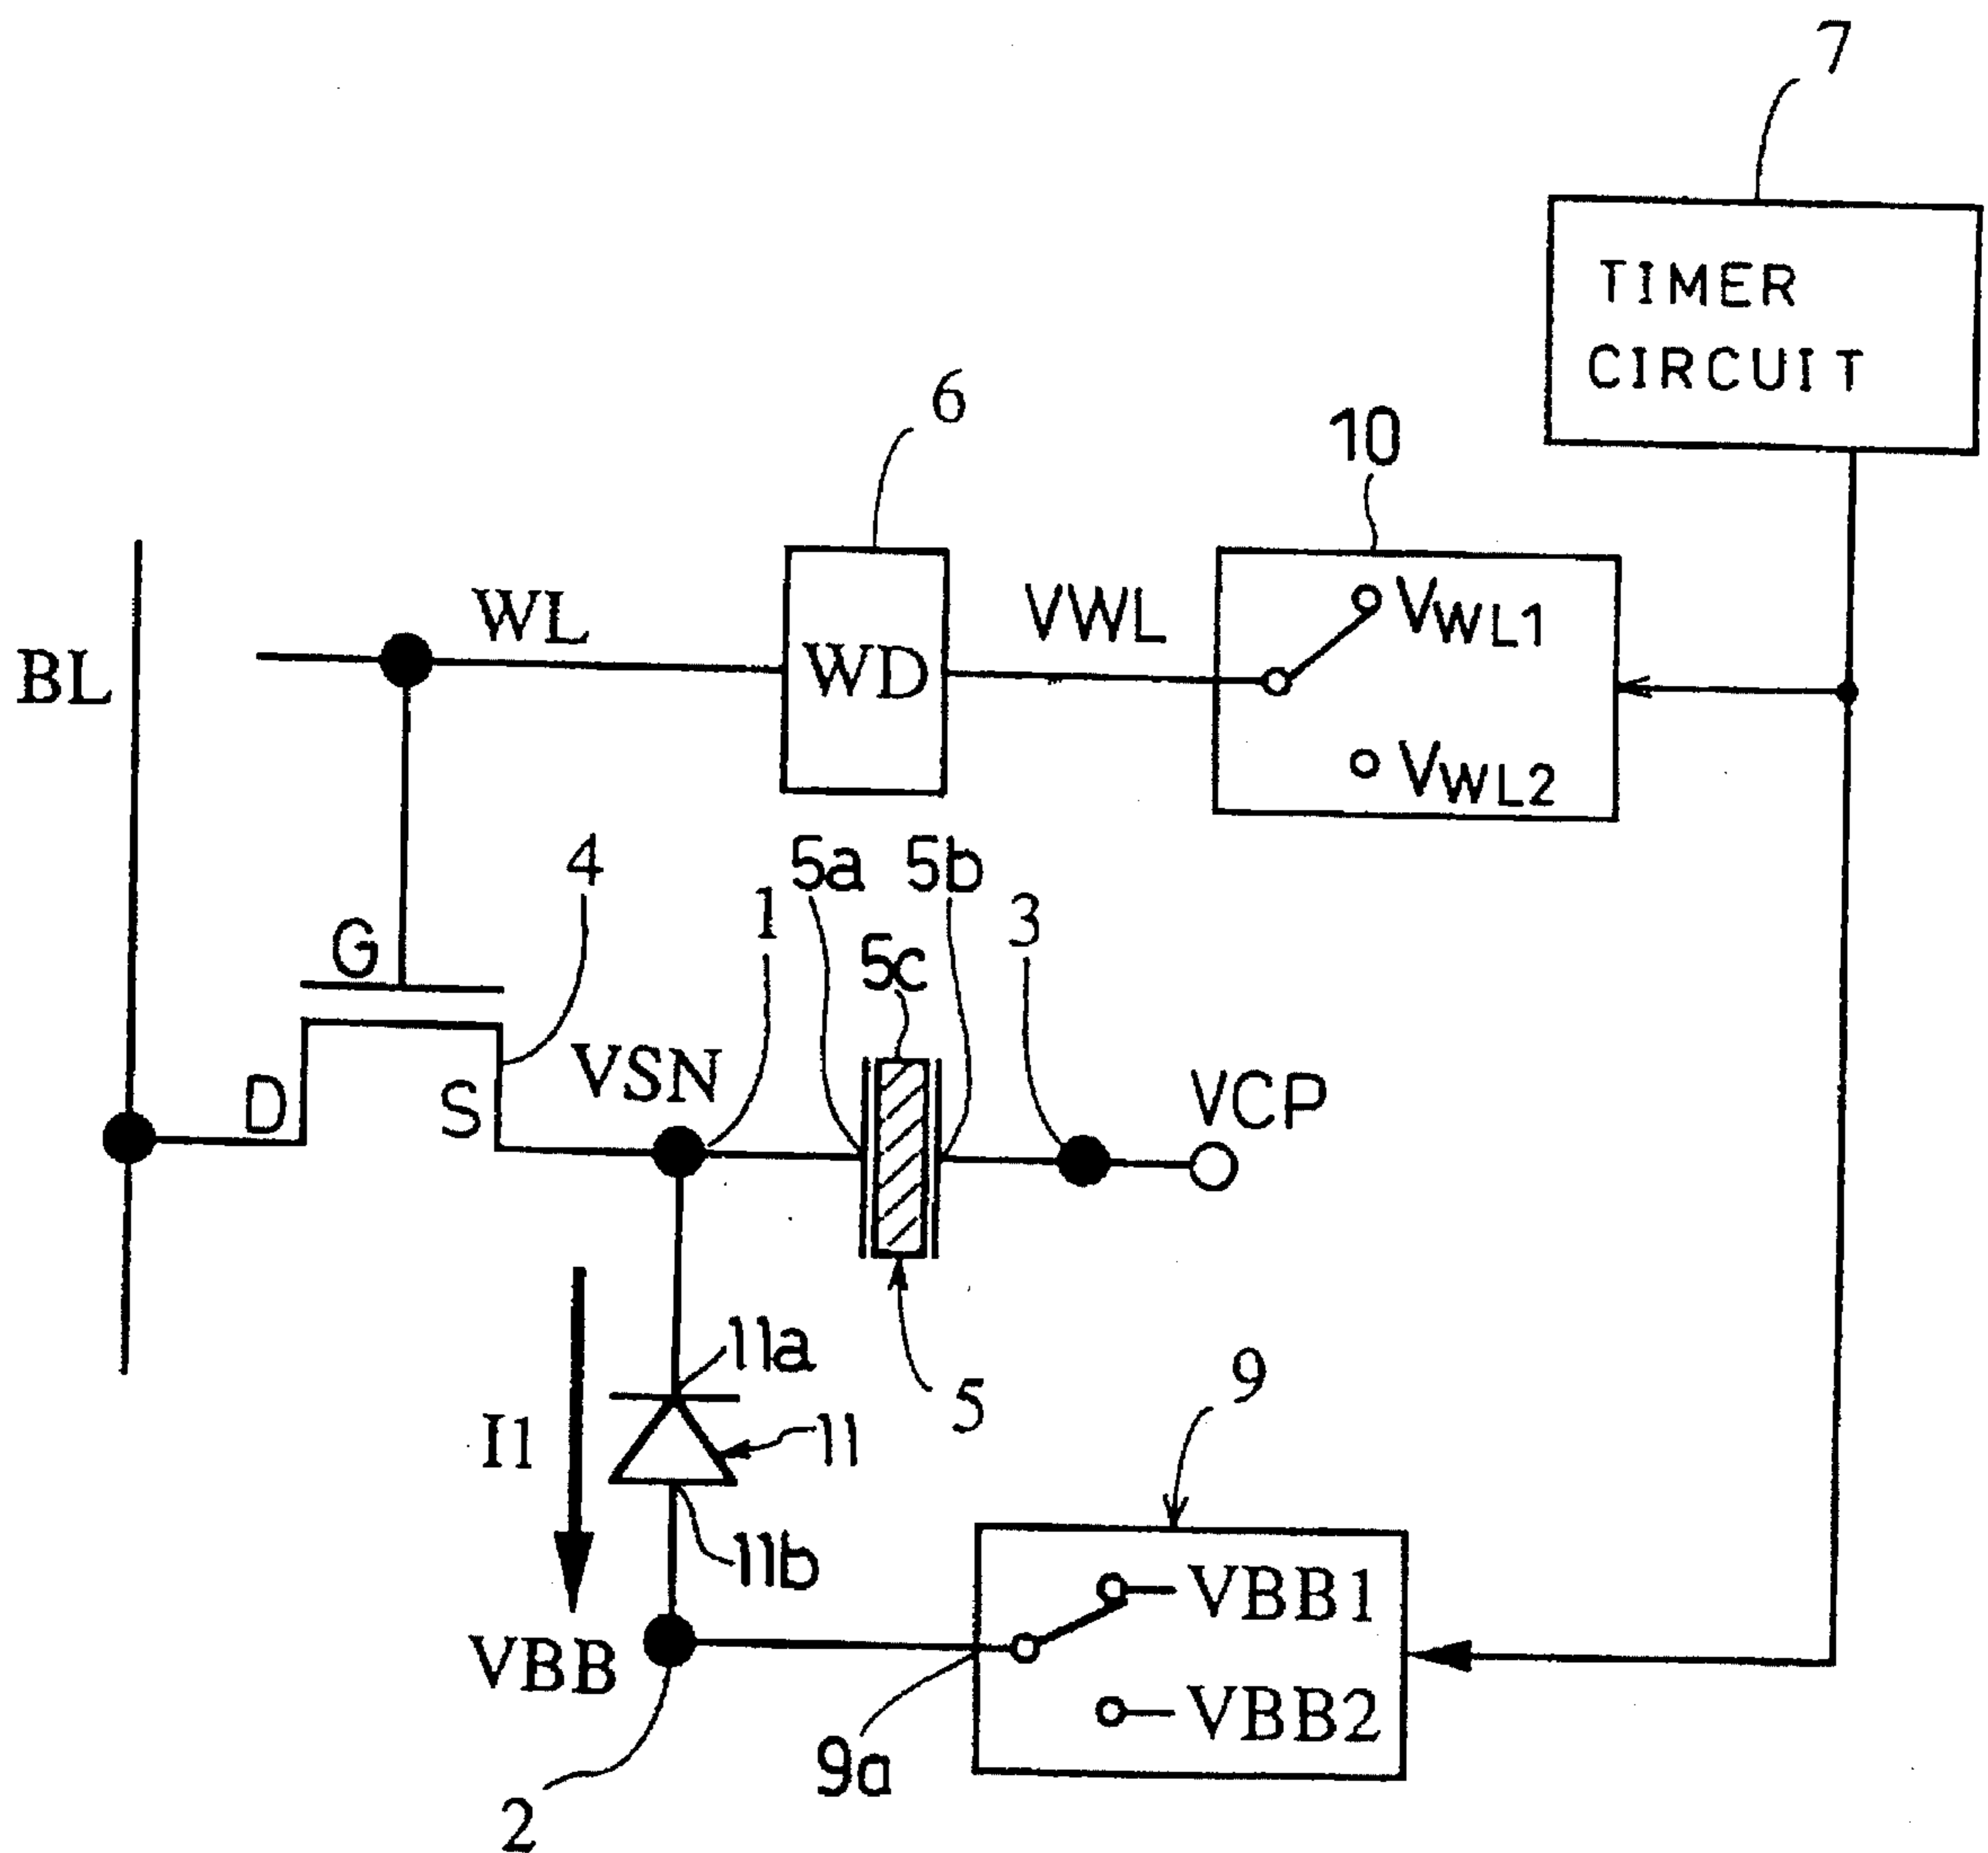 7
TIMER
CIRCUIT
6
10
WL
WD
VWL
VWL1
VWL2
BL
4
1
5a
5b
3
5c
G
D
S
VSN
VCP
11a
11
11b
5
9
I1
VBB
VBB1
VBB2
9a
2